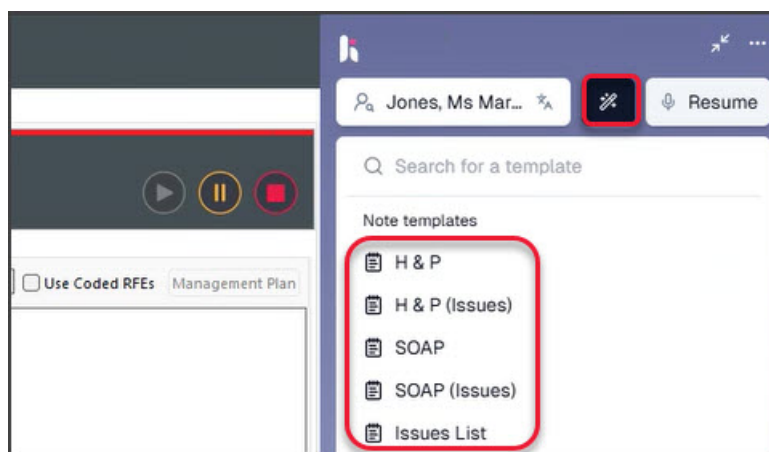 Jones, Ms Mar...
Resume
Search for a template
Note templates
H & P
Use Coded RFEs
Management Plan
H & P (Issues)
SOAP
SOAP (Issues)
Issues List